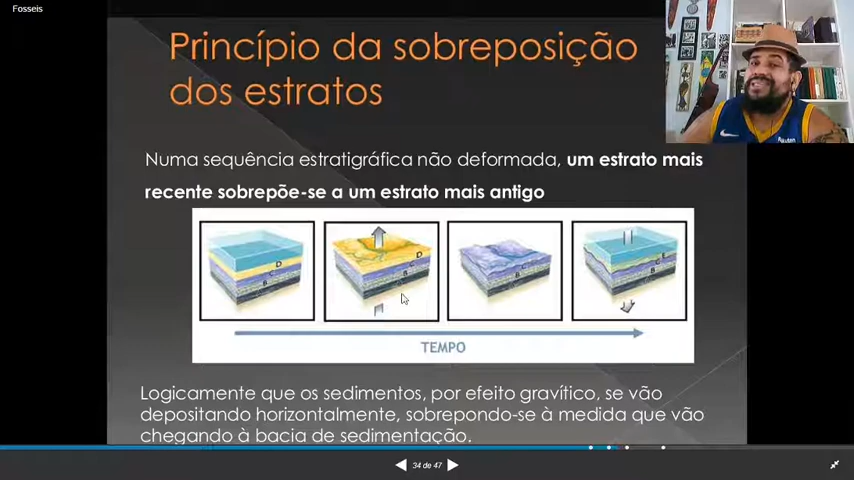 Fosseis
Princípio da sobreposição
dos estratos
Numa sequência estratigráfica não deformada, um estrato mais
recente sobrepõe-se a um estrato mais antigo
D
C
B
D
C
B
C
B
E
C
B
TEMPO
Logicamente que os sedimentos, por efeito gravítico, se vão
depositando horizontalmente, sobrepondo-se à medida que vão
chegando à bacia de sedimentação.
34 de 47
Rakuten